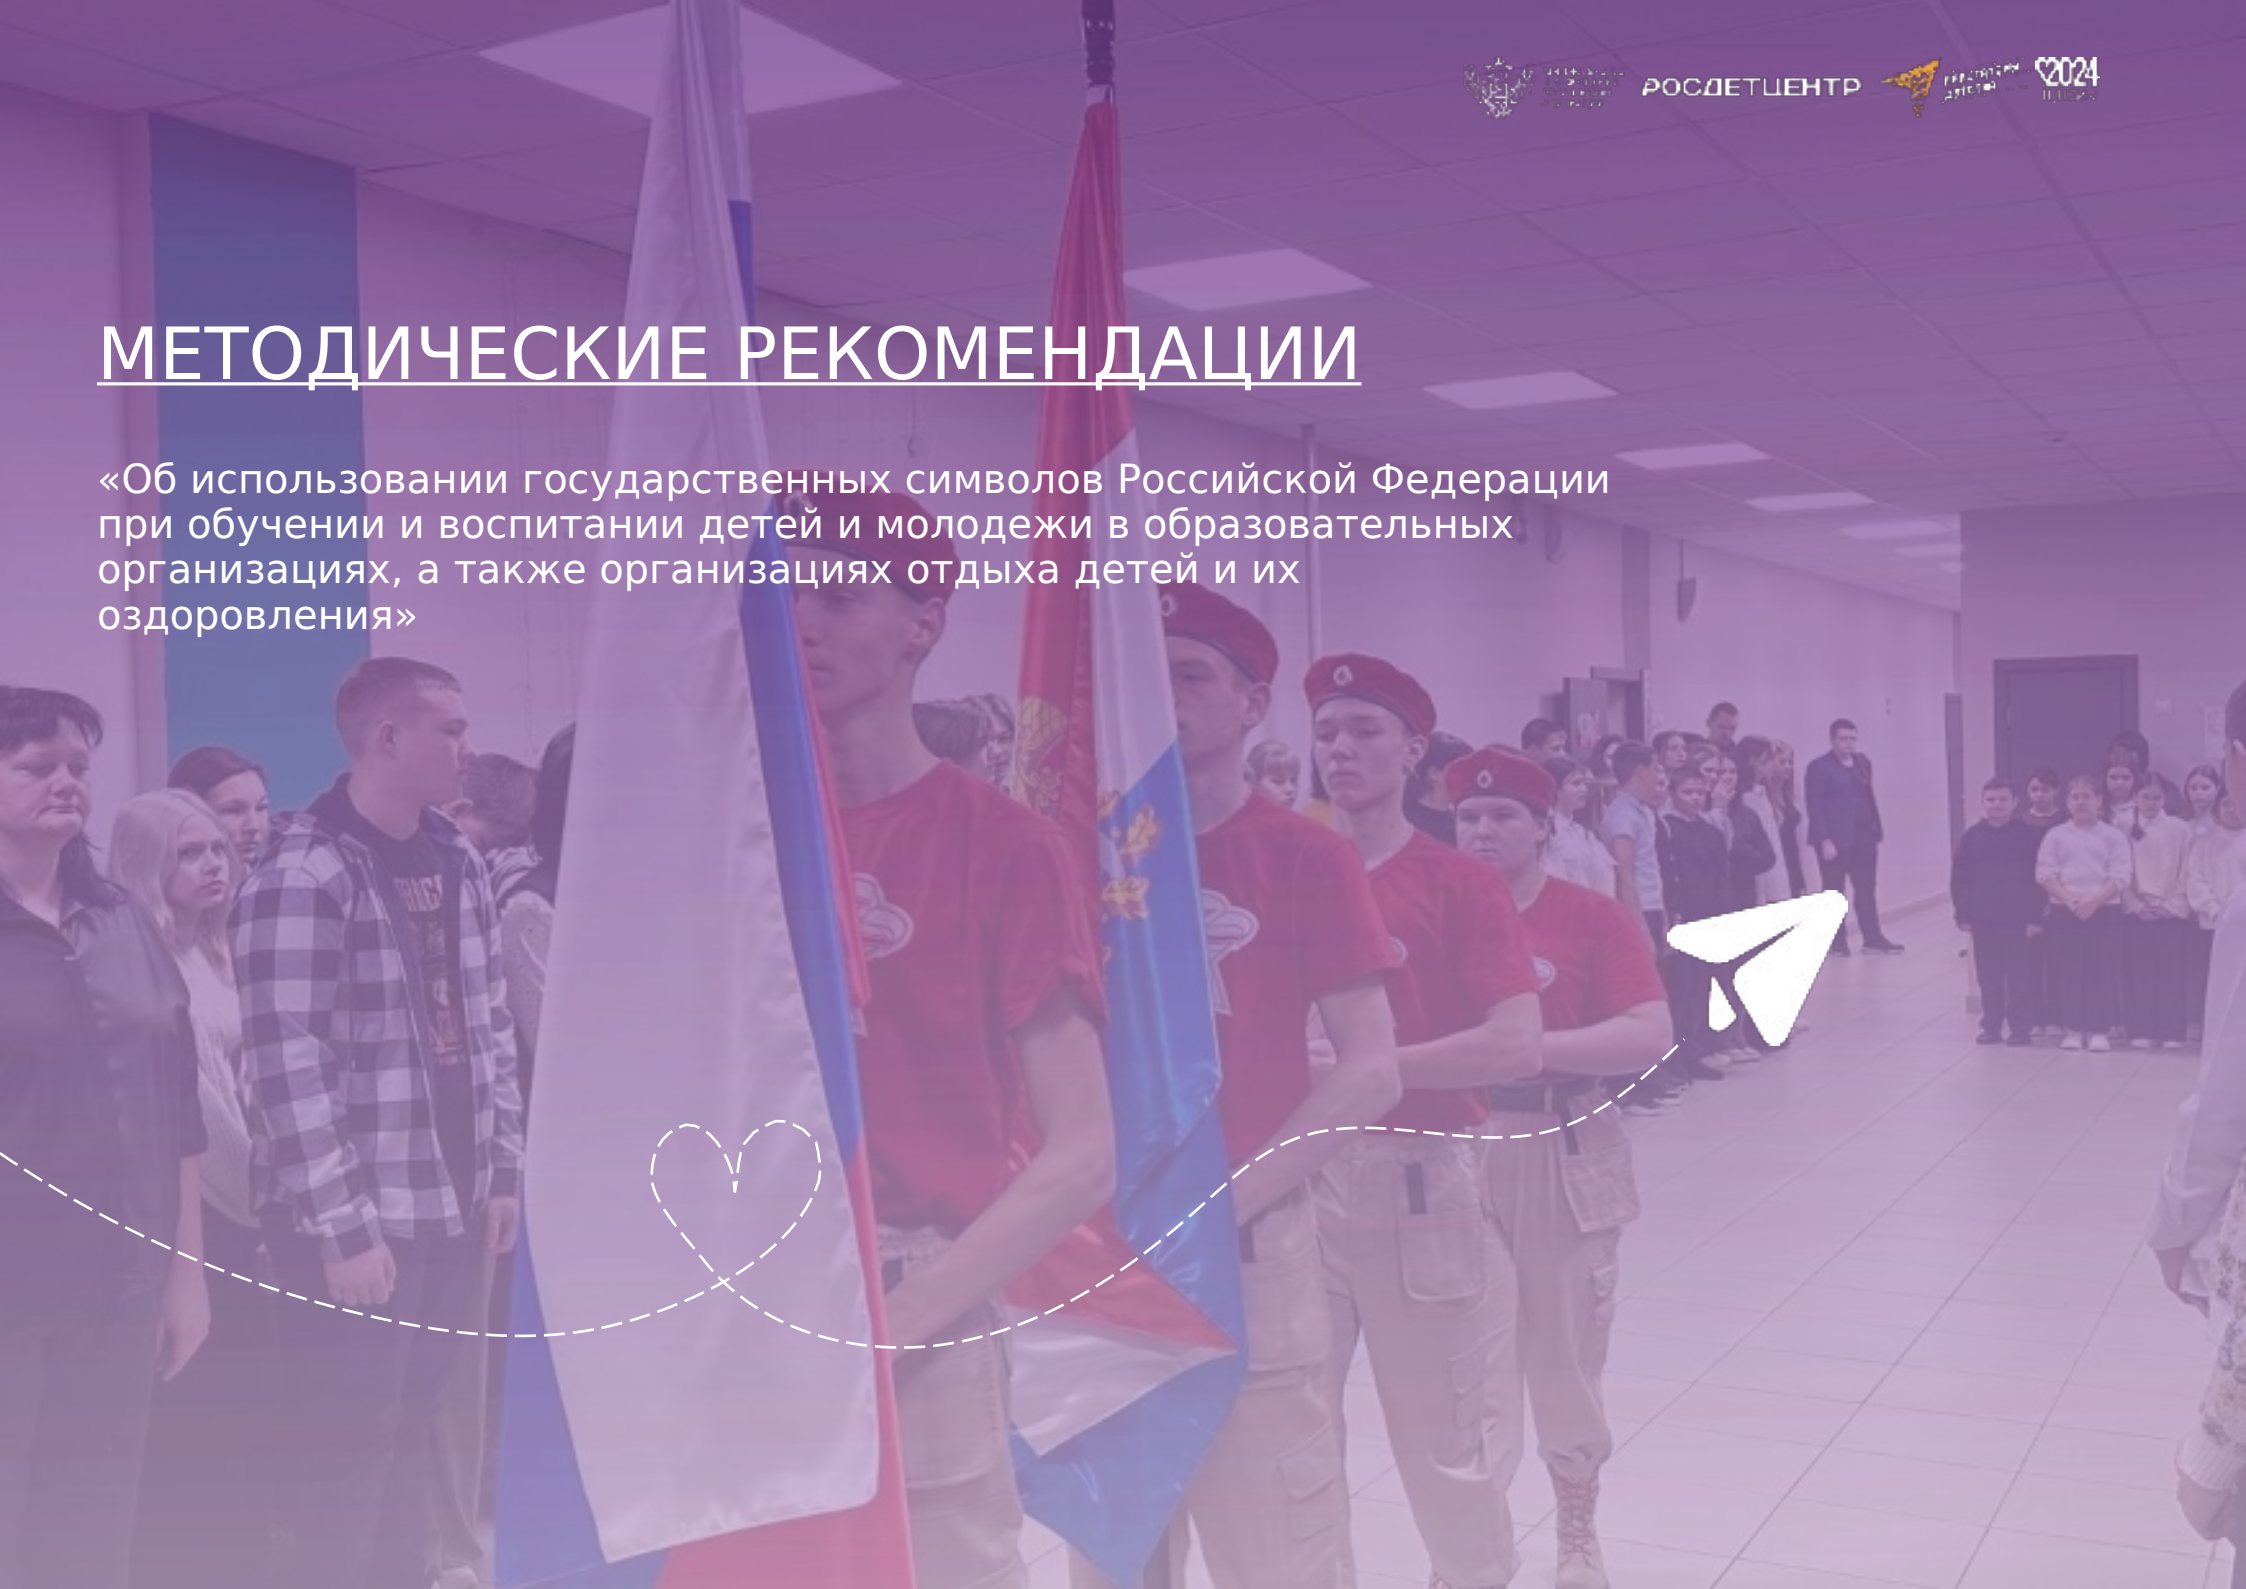 РОСДЕТЦЕНТР
2024
МЕТОДИЧЕСКИЕ РЕКОМЕНДАЦИИ
«Об использовании государственных символов Российской Федерации
при обучении и воспитании детей и молодежи в образовательных
организациях, а также организациях отдыха детей и их
оздоровления»